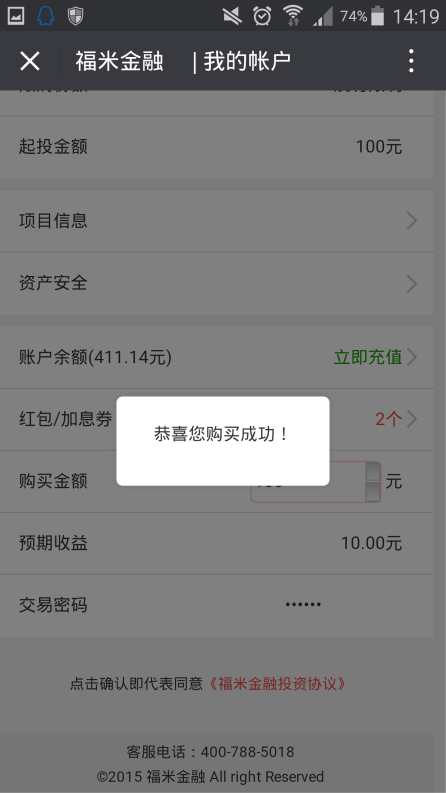 74% 14:19
福米金融 | 我的帐户
起投金额 100元
项目信息
资产安全
账户余额(411.14元) 立即充值
红包/加息券 2个
恭喜您购买成功！
购买金额 元
预期收益 10.00元
交易密码 ••••••
点击确认即代表同意《福米金融投资协议》
客服电话：400-788-5018
©2015 福米金融 All right Reserved